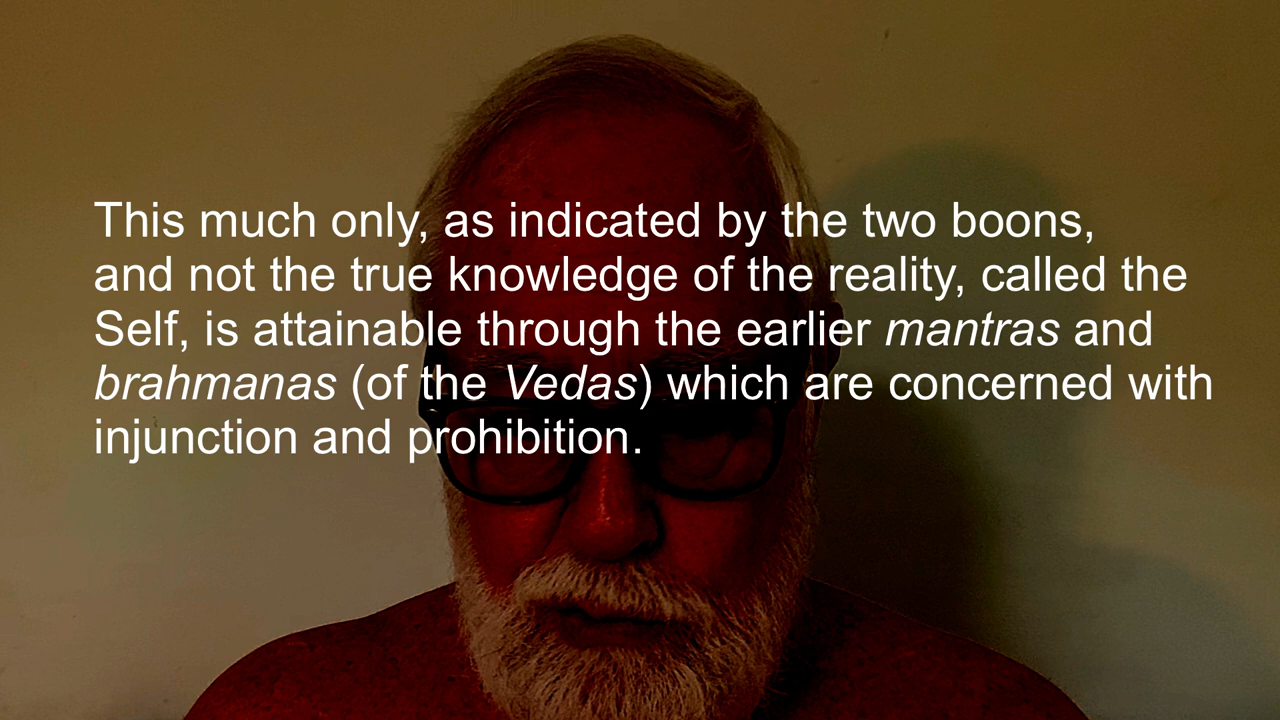 This much only, as indicated by the two boons,
and not the true knowledge of the reality, called the
Self, is attainable through the earlier mantras and
brahmanas (of the Vedas) which are concerned with
injunction and prohibition.